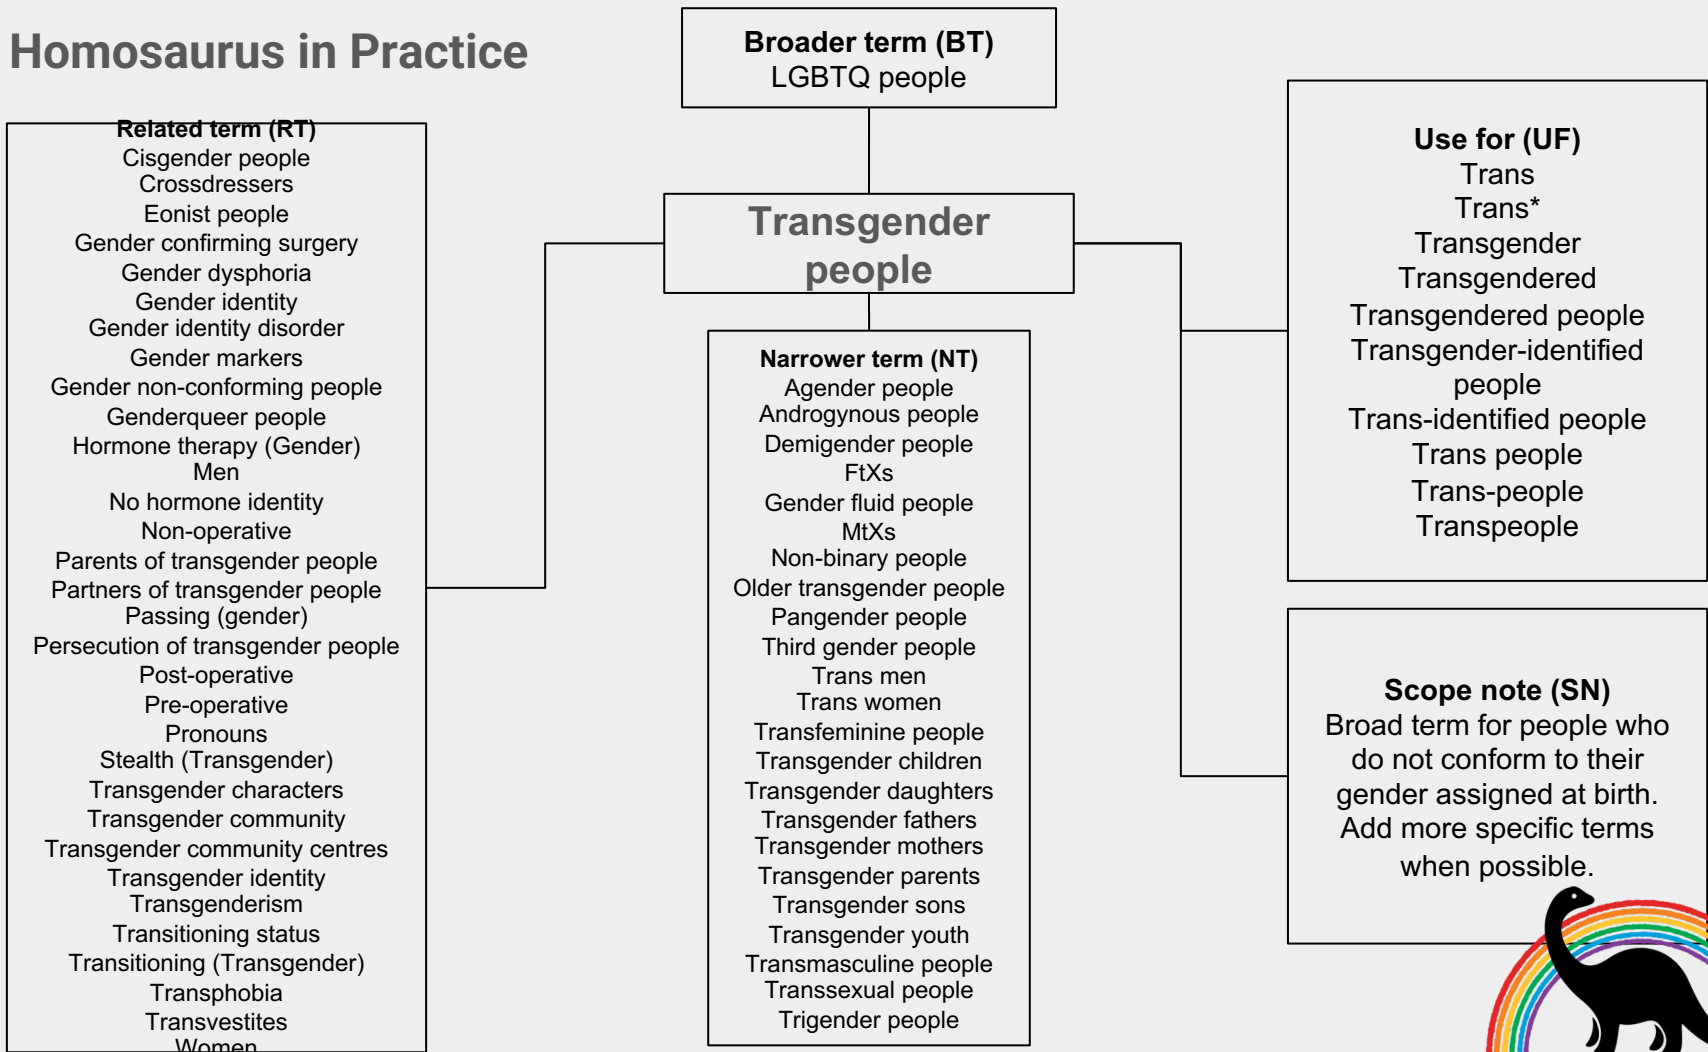 Homosaurus in Practice
Broader term (BT)
LGBTQ people
Related term (RT)
Cisgender people
Crossdressers
Eonist people
Gender confirming surgery
Gender dysphoria
Gender identity
Gender identity disorder
Gender markers
Gender non-conforming people
Genderqueer people
Hormone therapy (Gender)
Men
No hormone identity
Non-operative
Parents of transgender people
Partners of transgender people
Passing (gender)
Persecution of transgender people
Post-operative
Pre-operative
Pronouns
Stealth (Transgender)
Transgender characters
Transgender community
Transgender community centres
Transgender identity
Transgenderism
Transitioning status
Transitioning (Transgender)
Transphobia
Transvestites
Women
Transgender
people
Narrower term (NT)
Agender people
Androgynous people
Demigender people
FtXs
Gender fluid people
MtXs
Non-binary people
Older transgender people
Pangender people
Third gender people
Trans men
Trans women
Transfeminine people
Transgender children
Transgender daughters
Transgender fathers
Transgender mothers
Transgender parents
Transgender sons
Transgender youth
Transmasculine people
Transsexual people
Trigender people
Use for (UF)
Trans
Trans*
Transgender
Transgendered
Transgendered people
Transgender-identified
people
Trans-identified people
Trans people
Trans-people
Transpeople
Scope note (SN)
Broad term for people who
do not conform to their
gender assigned at birth.
Add more specific terms
when possible.